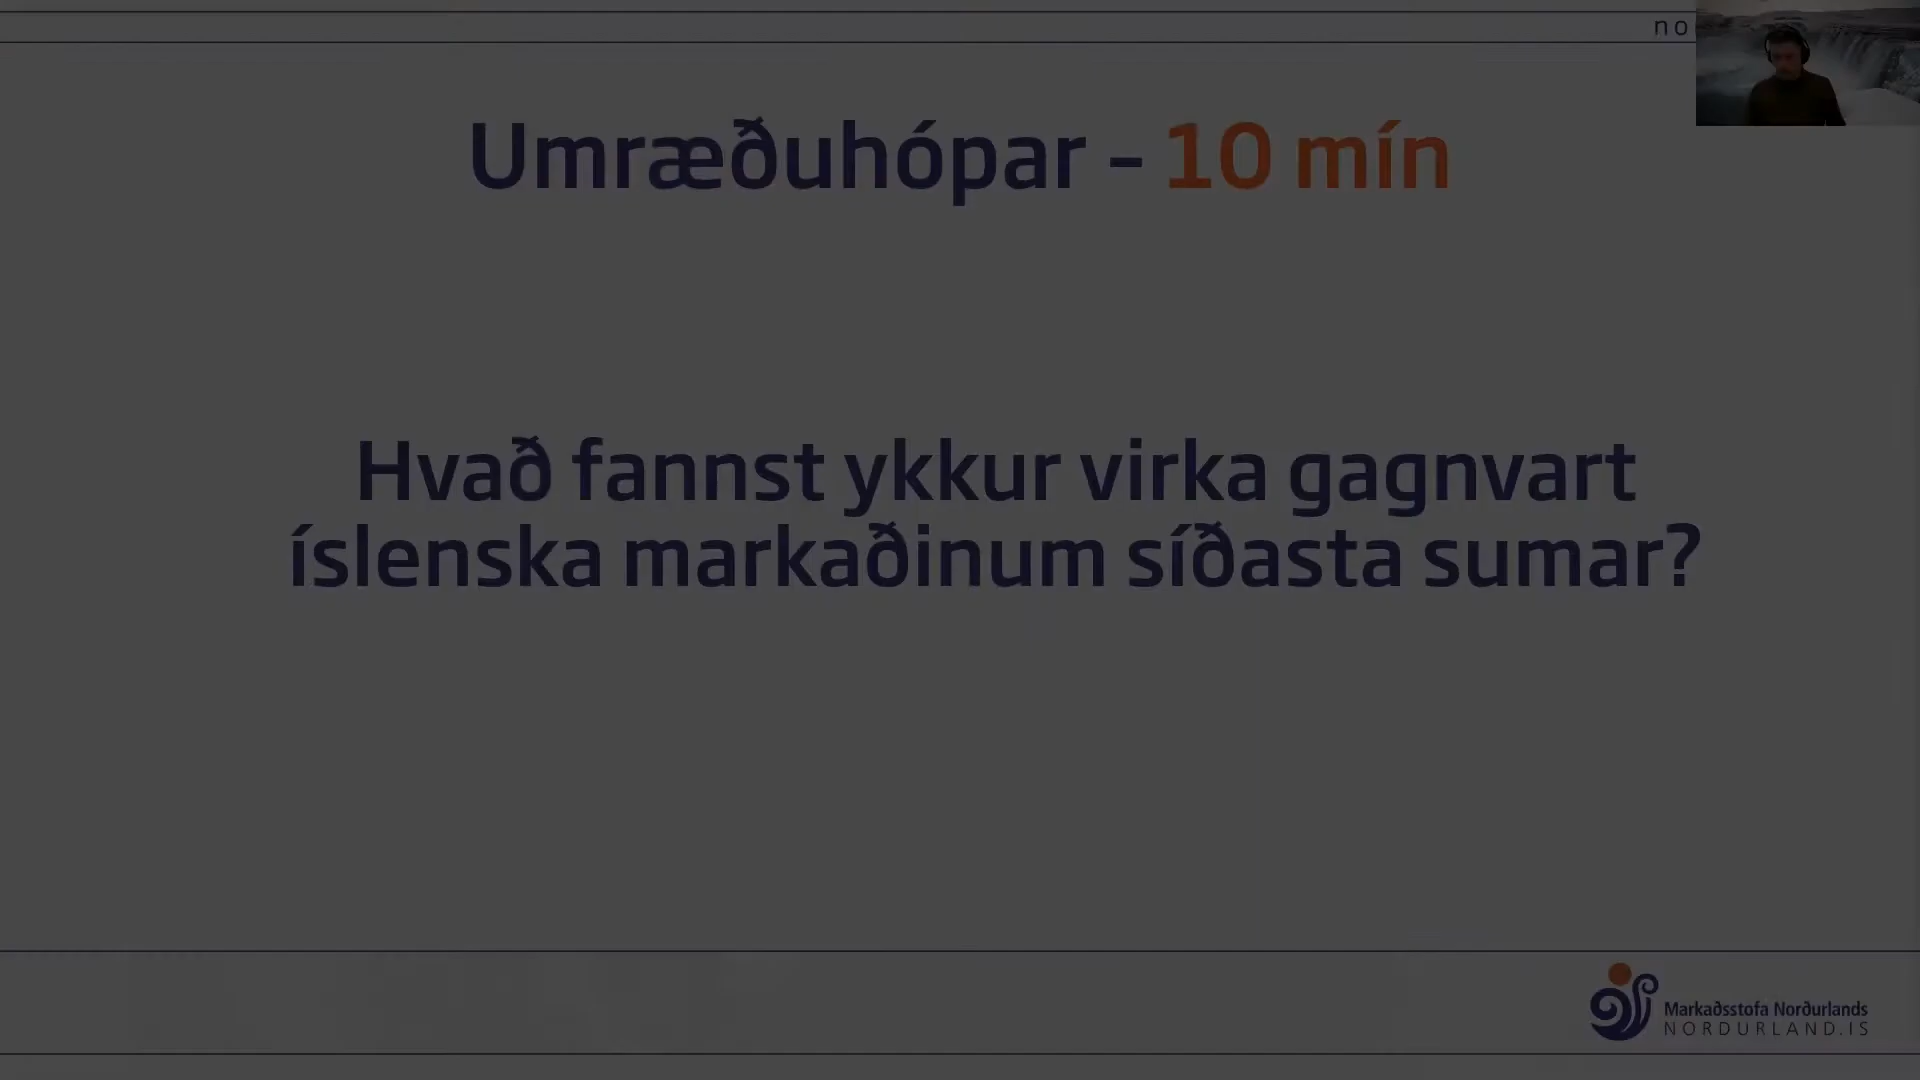 no
Umræðuhópar - 10 mín
Hvað fannst ykkur virka gagnvart
íslenska markaðinum síðasta sumar?
Markaðsstofa Norðurlands
NORDURLAND.IS